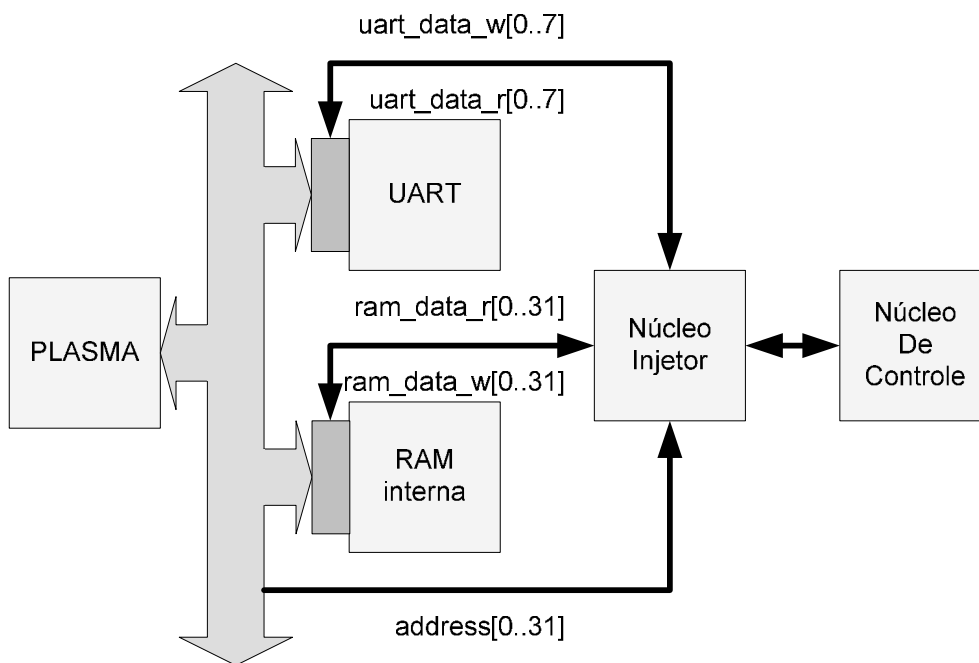 uart_data_w[0..7]
uart_data_r[0..7]
UART
PLASMA
ram_data_r[0..31]
ram_data_w[0..31]
RAM
interna
Núcleo
Injetor
Núcleo
De
Controle
address[0..31]